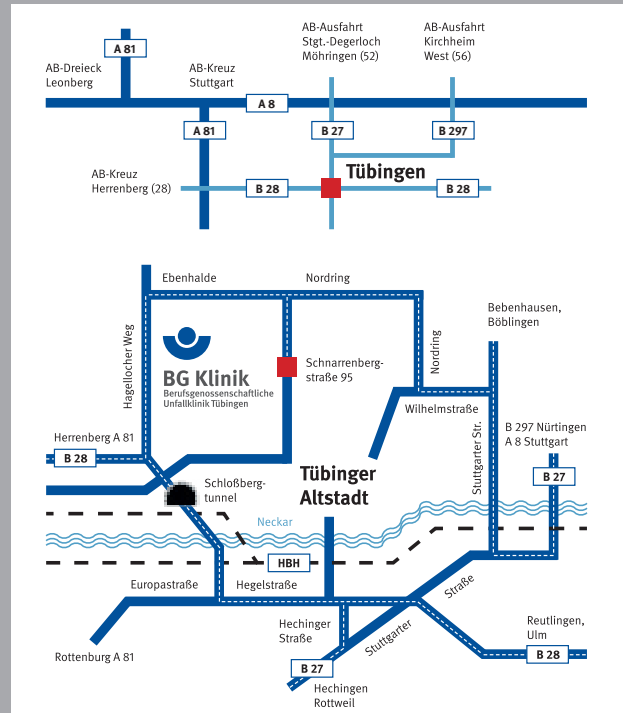 AB-Ausfahrt
Stgt.-Degerloch
Möhringen (52)
AB-Ausfahrt
Kirchheim
West (56)
A 81
AB-Dreieck
Leonberg
AB-Kreuz
Stuttgart
A 8
A 81
B 27
B 297
AB-Kreuz
Herrenberg (28)
Tübingen
B 28
B 28
Ebenhalde
Nordring
Bebenhausen,
Böblingen
Hagellocher Weg
Nordring
BG Klinik
Berufsgenossenschaftliche
Unfallklinik Tübingen
Schnarrenberg-
straße 95
Wilhelmstraße
Stuttgarter Str.
B 297 Nürtingen
A 8 Stuttgart
Herrenberg A 81
B 28
B 27
Schloßberg-
tunnel
Tübinger
Altstadt
Neckar
HBH
Europastraße
Hegelstraße
Straße
Stuttgarter
Hechinger
Straße
Reutlingen,
Ulm
B 28
Rottenburg A 81
B 27
Hechingen
Rottweil